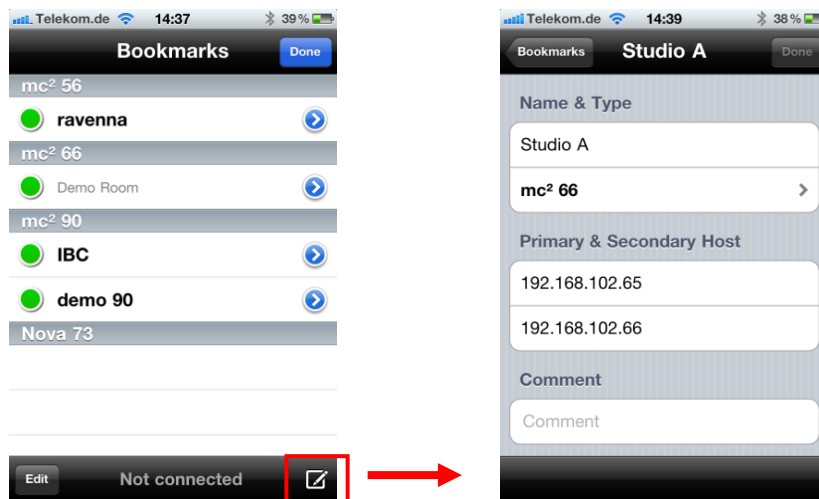 Telekom.de 14:37 39 %
Bookmarks Done
mc² 56
ravenna
mc² 66
Demo Room
mc² 90
IBC
demo 90
Nova 73
Edit Not connected
Telekom.de 14:39 38 %
Bookmarks Studio A Done
Name & Type
Studio A
mc² 66
Primary & Secondary Host
192.168.102.65
192.168.102.66
Comment
Comment